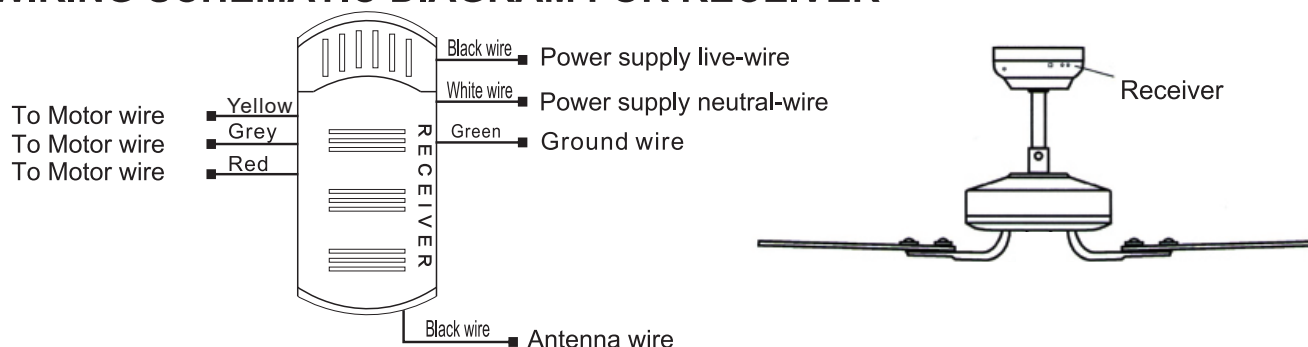 WIRING SCHEMATIC DIAGRAM FOR RECEIVER
Black wire Power supply live-wire
White wire Power supply neutral-wire
Green Ground wire
To Motor wire Yellow
To Motor wire Grey
To Motor wire Red
RECEIVER
Black wire Antenna wire
Receiver